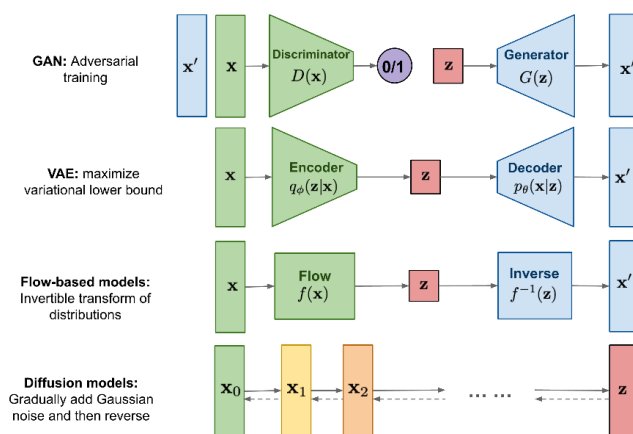 GAN: Adversarial
training
x′
x
Discriminator
D(x)
0/1
z
Generator
G(z)
x′
VAE: maximize
variational lower bound
x
Encoder
qϕ(z|x)
z
Decoder
pθ(x|z)
x′
Flow-based models:
Invertible transform of
distributions
x
Flow
f(x)
z
Inverse
f⁻¹(z)
x′
Diffusion models:
Gradually add Gaussian
noise and then reverse
x₀
x₁
x₂
... ...
z